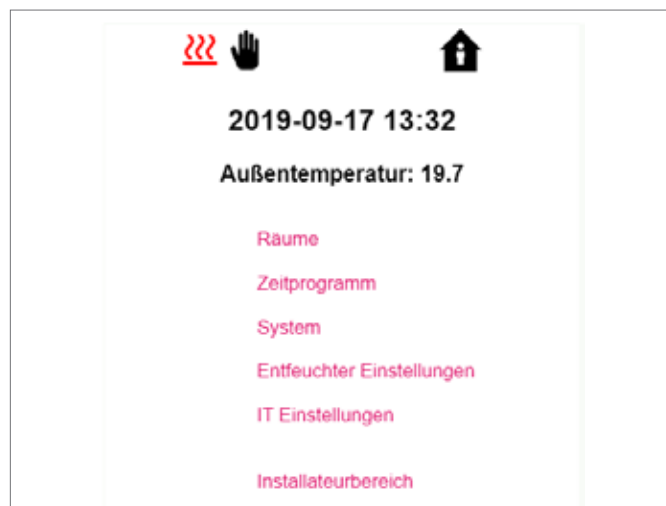 2019-09-17 13:32
Außentemperatur: 19.7
Räume
Zeitprogramm
System
Entfeuchter Einstellungen
IT Einstellungen
Installateurbereich